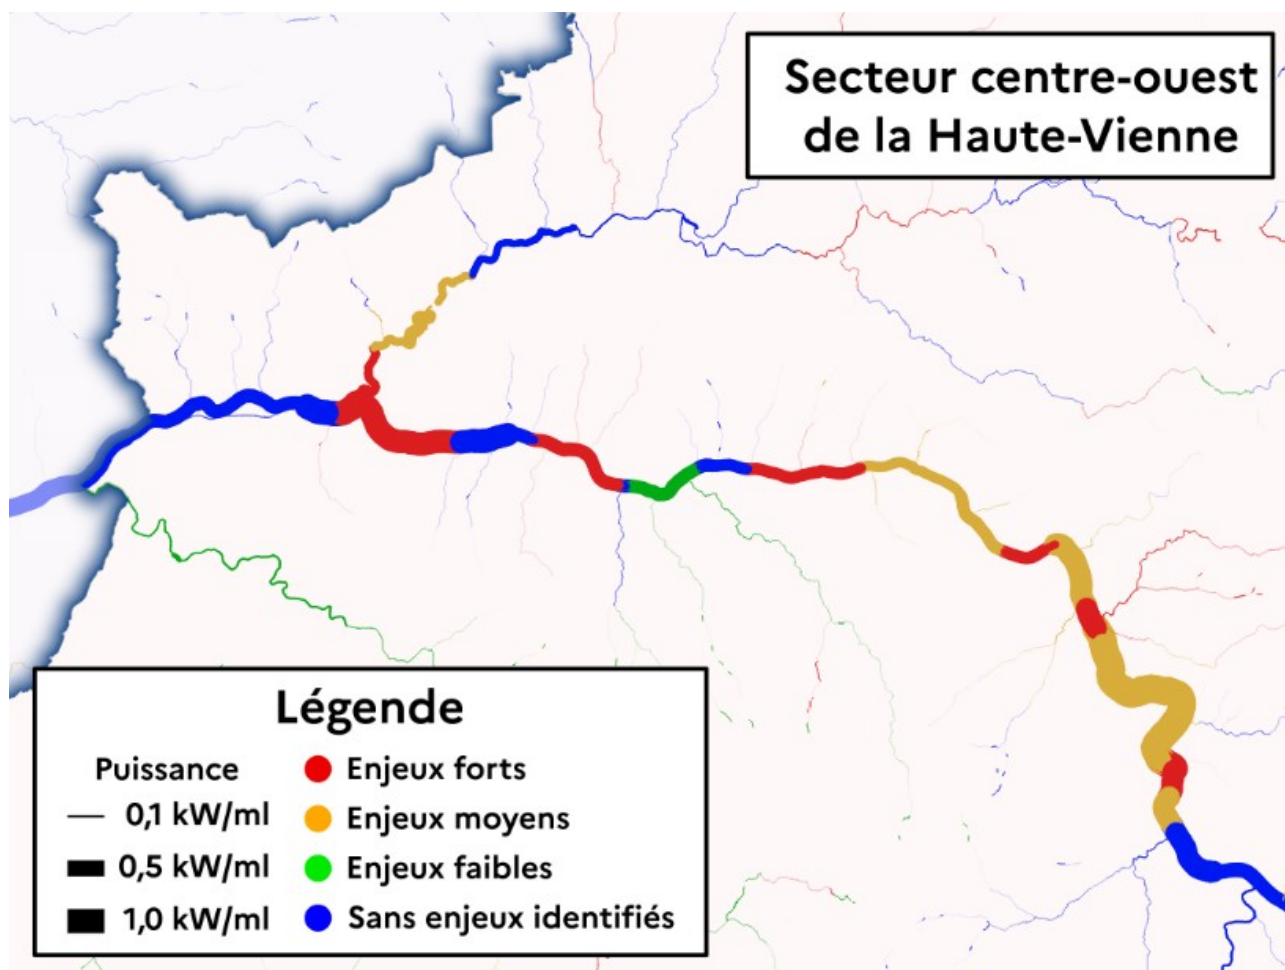 Secteur centre-ouest
de la Haute-Vienne
Légende
Puissance
0,1 kW/ml
0,5 kW/ml
1,0 kW/ml
Enjeux forts
Enjeux moyens
Enjeux faibles
Sans enjeux identifiés